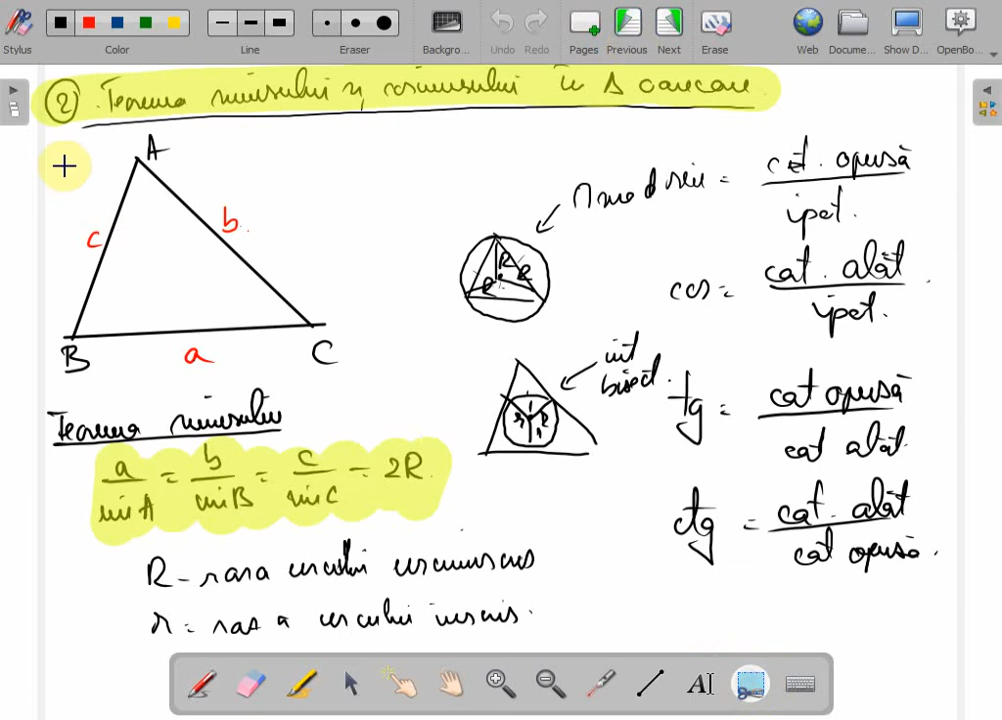 Stylus Color Line Eraser Backgro... Undo Redo Pages Previous Next Erase Web Docume... Show D... OpenBo...
② Teorema sinusului și cosinusului în Δ oarecare
A
c
b
B
a
C
Teorema sinusului
a/sin A = b/sin B = c/sin C = 2R
R - raza cercului circumscris
r = raza cercului înscris.
R
R
R
sin = cat. opusă / ipot.
cos = cat. alăt / ipot.
int
bisect.
r
tg = cat opusă / cat alăt.
ctg = cat. alăt / cat opusă.
AI